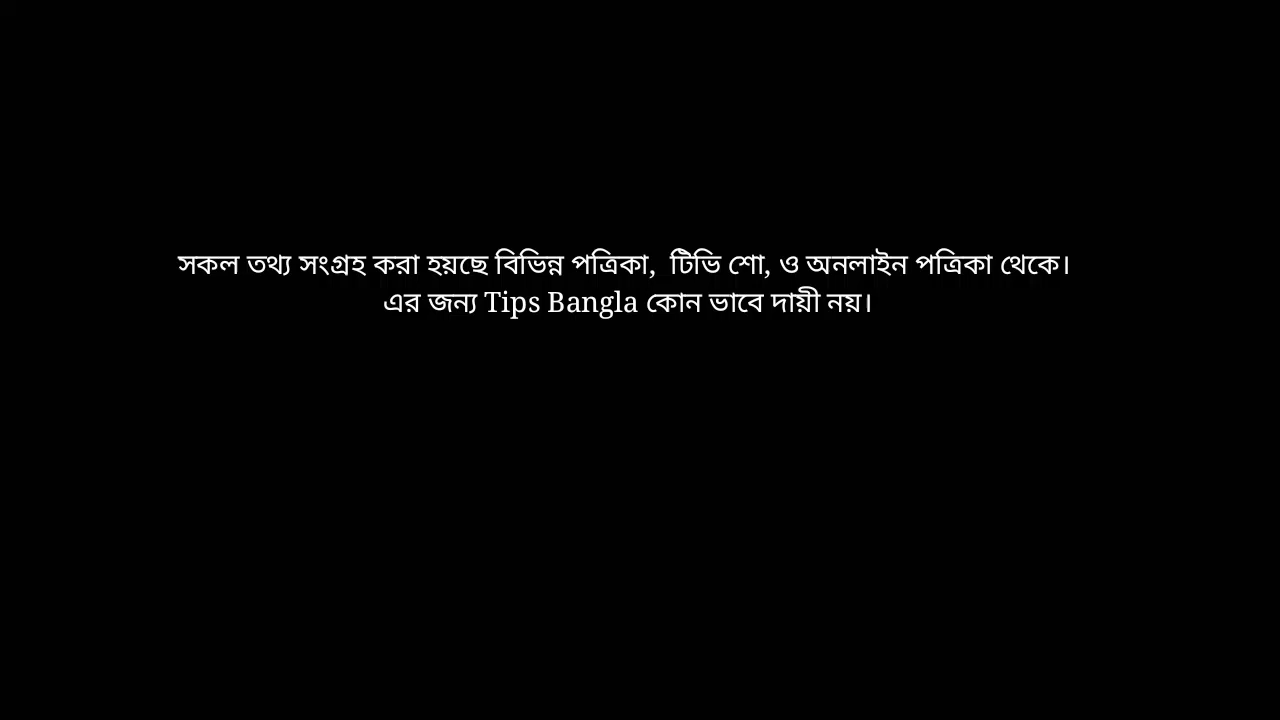 সকল তথ্য সংগ্রহ করা হয়ছে বিভিন্ন পত্রিকা,  টিভি শো, ও অনলাইন পত্রিকা থেকে।
এর জন্য Tips Bangla কোন ভাবে দায়ী নয়।